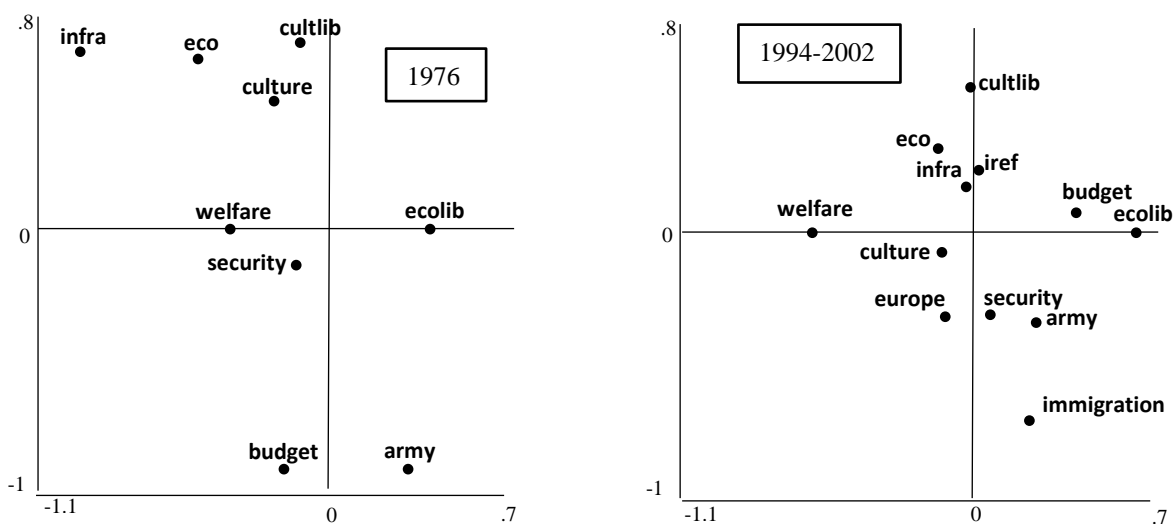 .8
cultlib
infra
eco
1976
culture
welfare
ecolib
0
security
budget
army
-1
-1.1
0
.7
.8
1994-2002
cultlib
eco
iref
infra
budget
welfare
ecolib
0
culture
europe
security
army
immigration
-1
-1.1
0
.7